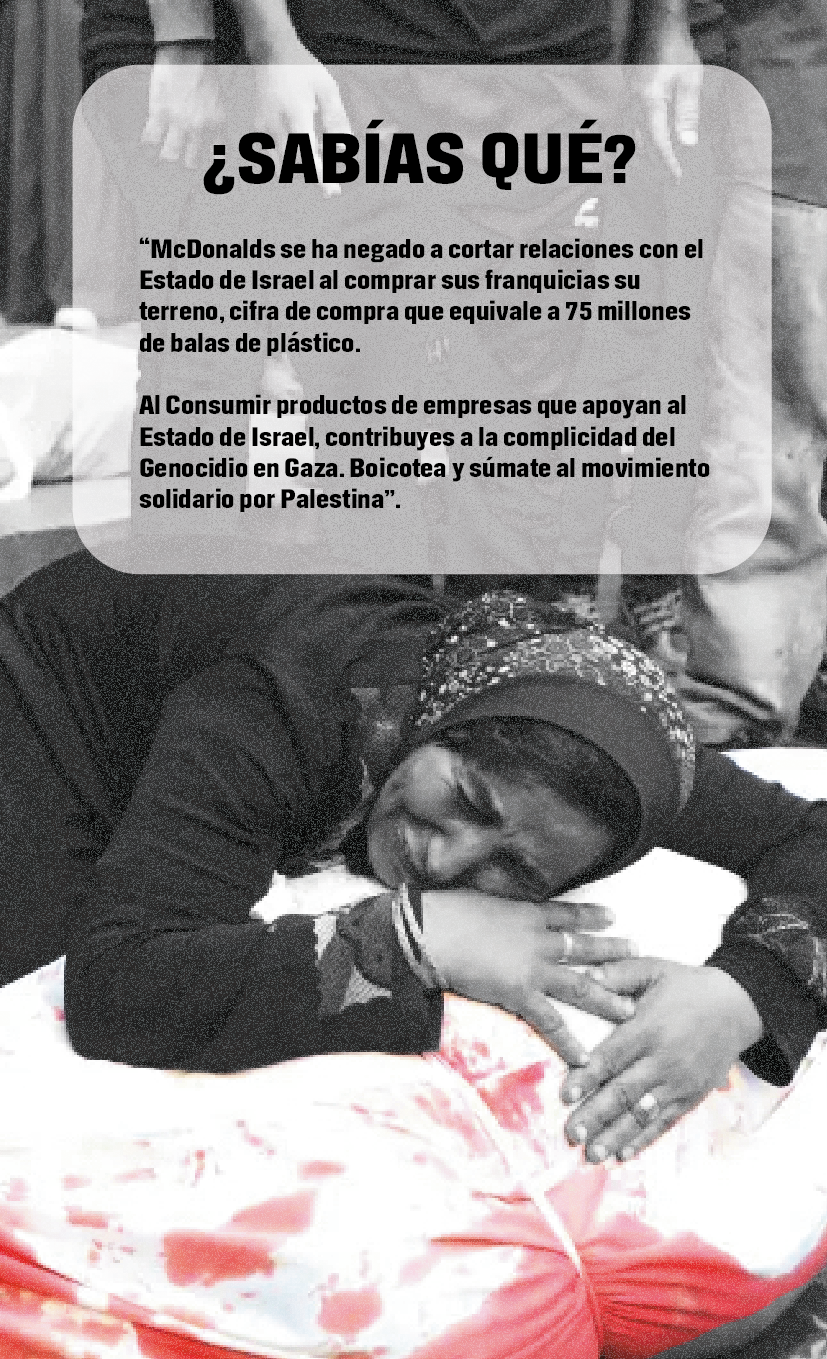 ¿SABÍAS QUÉ?
“McDonalds se ha negado a cortar relaciones con el
Estado de Israel al comprar sus franquicias su
terreno, cifra de compra que equivale a 75 millones
de balas de plástico.
Al Consumir productos de empresas que apoyan al
Estado de Israel, contribuyes a la complicidad del
Genocidio en Gaza. Boicotea y súmate al movimiento
solidario por Palestina”.